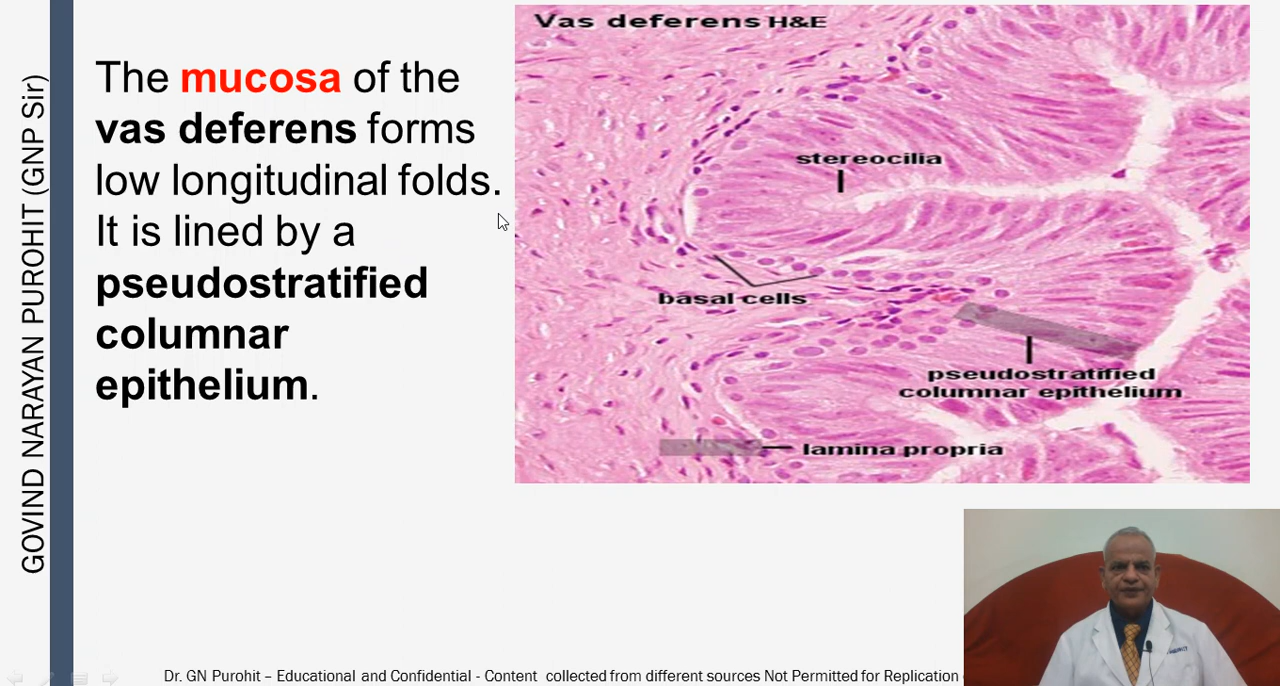 GOVIND NARAYAN PUROHIT (GNP Sir)
The mucosa of the
vas deferens forms
low longitudinal folds.
It is lined by a
pseudostratified
columnar
epithelium.
Vas deferens H&E
stereocilia
basal cells
pseudostratified
columnar epithelium
lamina propria
Dr. GN Purohit – Educational and Confidential - Content collected from different sources Not Permitted for Replication